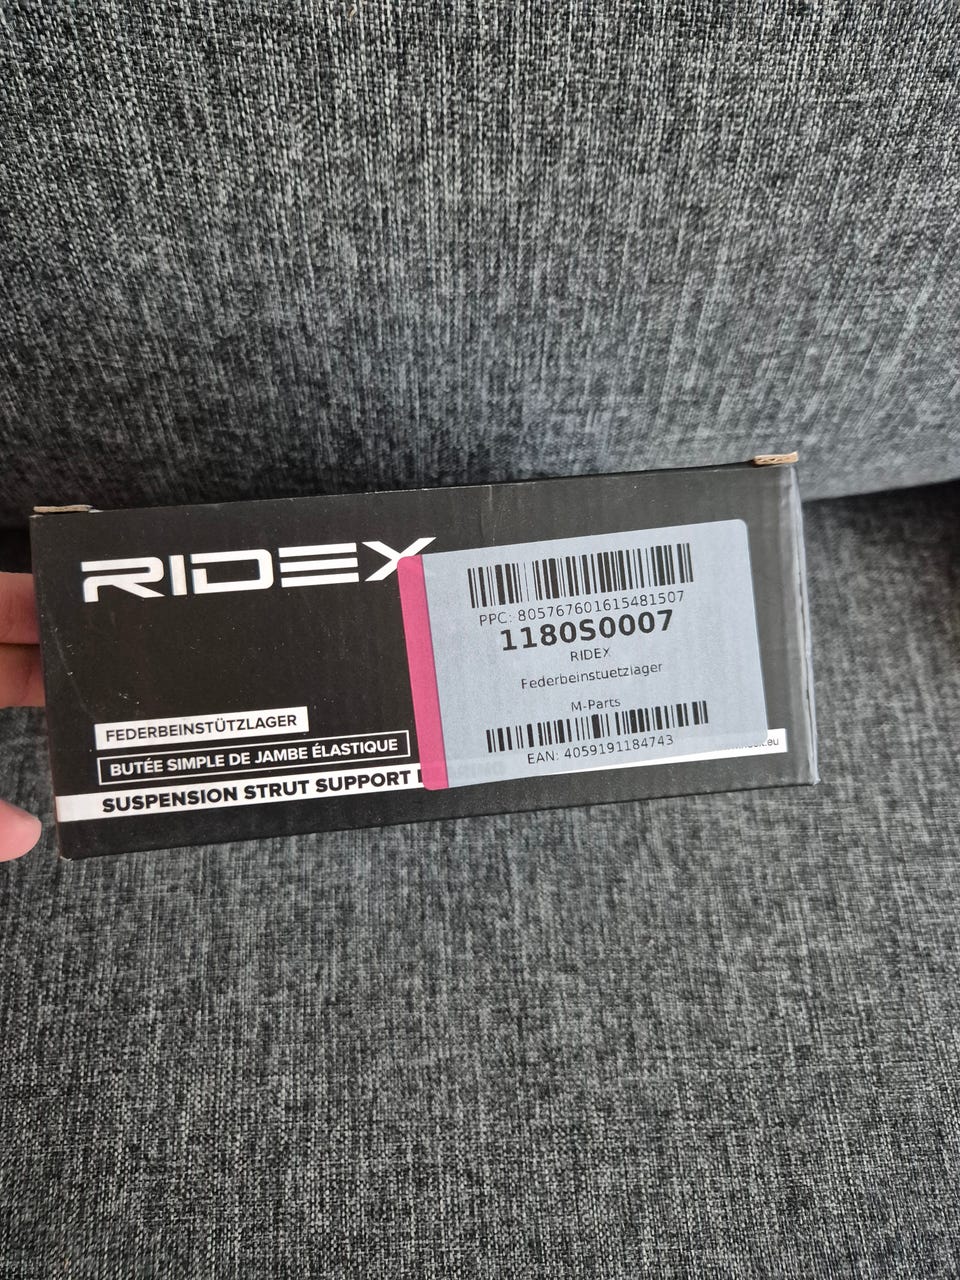 RIDEX
PPC: 805767601615481507
1180S0007
RIDEX
Federbeinstuetzlager
M-Parts
EAN: 4059191184743
FEDERBEINSTÜTZLAGER
BUTÉE SIMPLE DE JAMBE ÉLASTIQUE
SUSPENSION STRUT SUPPORT